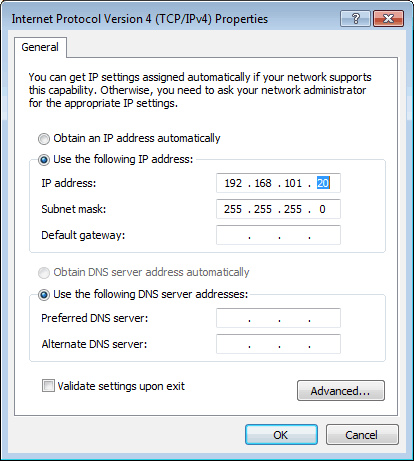 Internet Protocol Version 4 (TCP/IPv4) Properties
General
You can get IP settings assigned automatically if your network supports
this capability. Otherwise, you need to ask your network administrator
for the appropriate IP settings.
Obtain an IP address automatically
Use the following IP address:
IP address: 192 . 168 . 101 . 20
Subnet mask: 255 . 255 . 255 . 0
Default gateway: . . .
Obtain DNS server address automatically
Use the following DNS server addresses:
Preferred DNS server: . . .
Alternate DNS server: . . .
Validate settings upon exit
Advanced...
OK Cancel